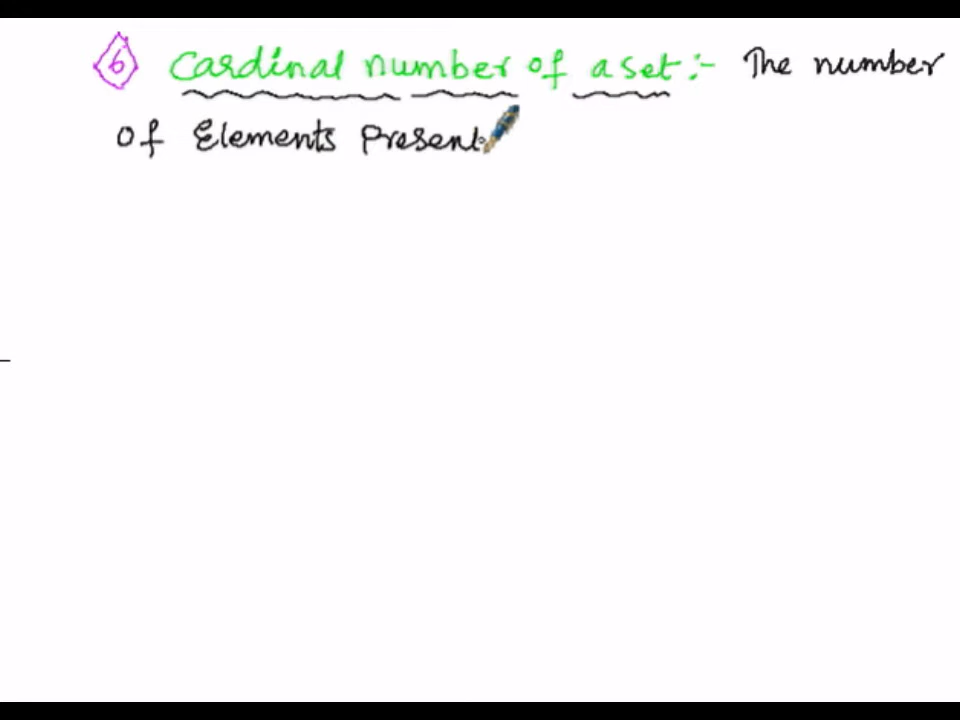 6 Cardinal number of a set :- The number
of Elements Present